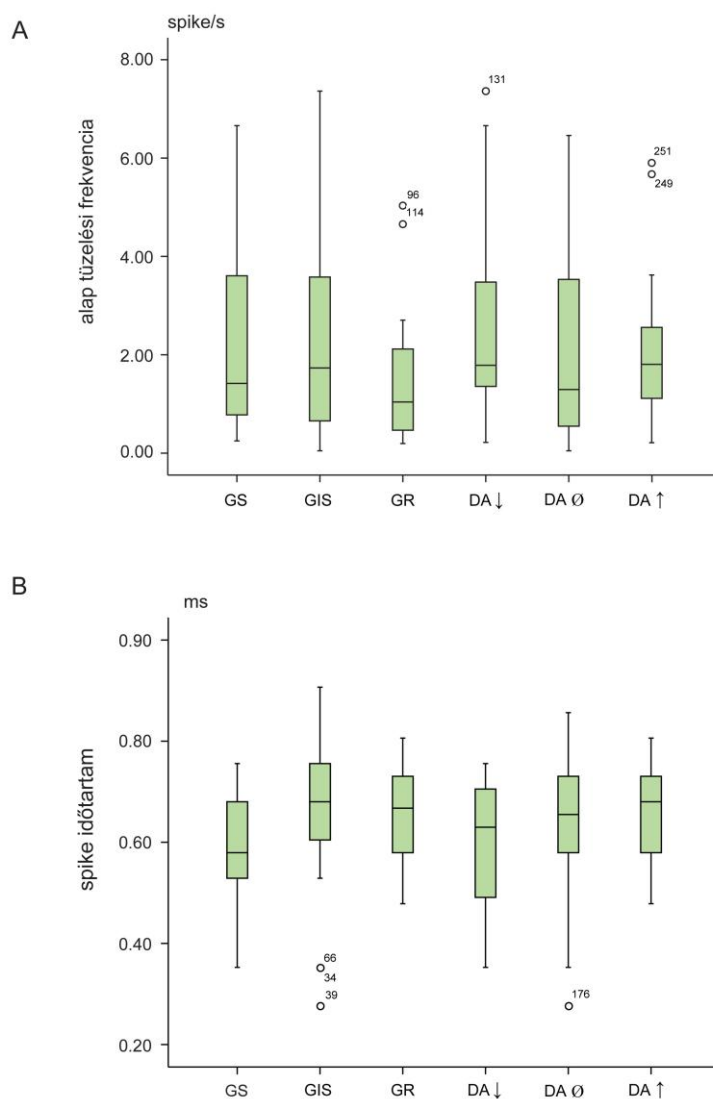 A
spike/s
8.00
6.00
4.00
2.00
0.00
alap tüzelési frekvencia
131
251
249
96
114
GS GIS GR DA ↓ DA Ø DA ↑
B
ms
0.90
0.80
0.60
0.40
0.20
spike időtartam
66
34
39
176
GS GIS GR DA ↓ DA Ø DA ↑